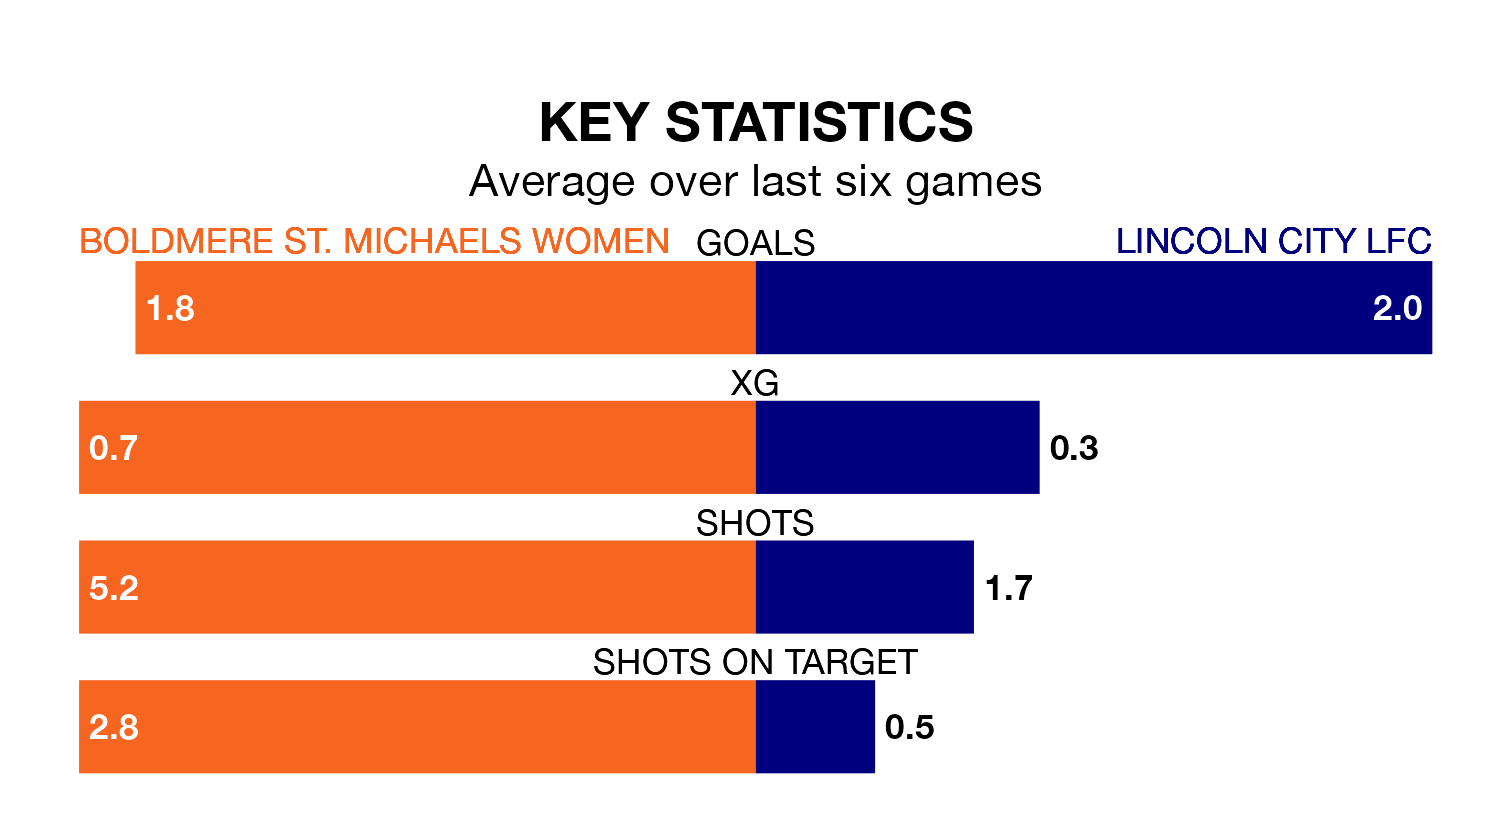 KEY STATISTICS
Average over last six games
BOLDMERE ST. MICHAELS WOMEN GOALS LINCOLN CITY LFC
1.8 2.0
XG
0.7 0.3
SHOTS
5.2 1.7
SHOTS ON TARGET
2.8 0.5